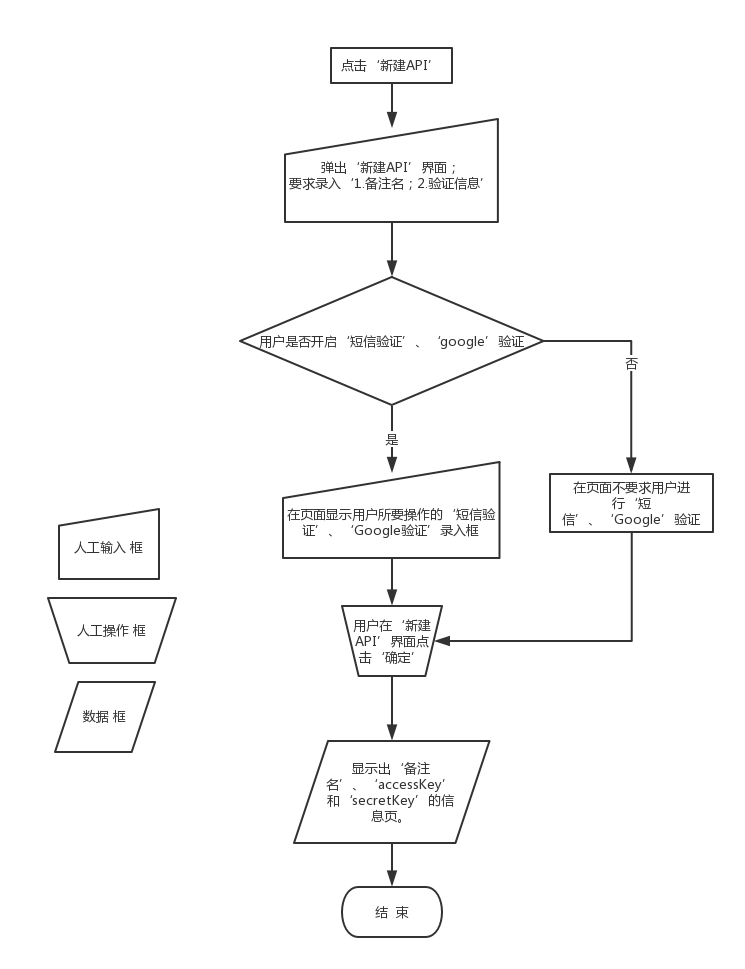 点击‘新建API’
弹出‘新建API’界面；
要求录入‘1.备注名；2.验证信息’
用户是否开启‘短信验证’、‘google’验证
否
是
在页面显示用户所要操作的‘短信验
证’、‘Google验证’录入框
在页面不要求用户进
行‘短
信’、‘Google’验证
人工输入 框
人工操作 框
数据 框
用户在‘新建
API’界面点
击‘确定’
显示出‘备注
名’、‘accessKey’
和‘secretKey’的信
息页。
结 束